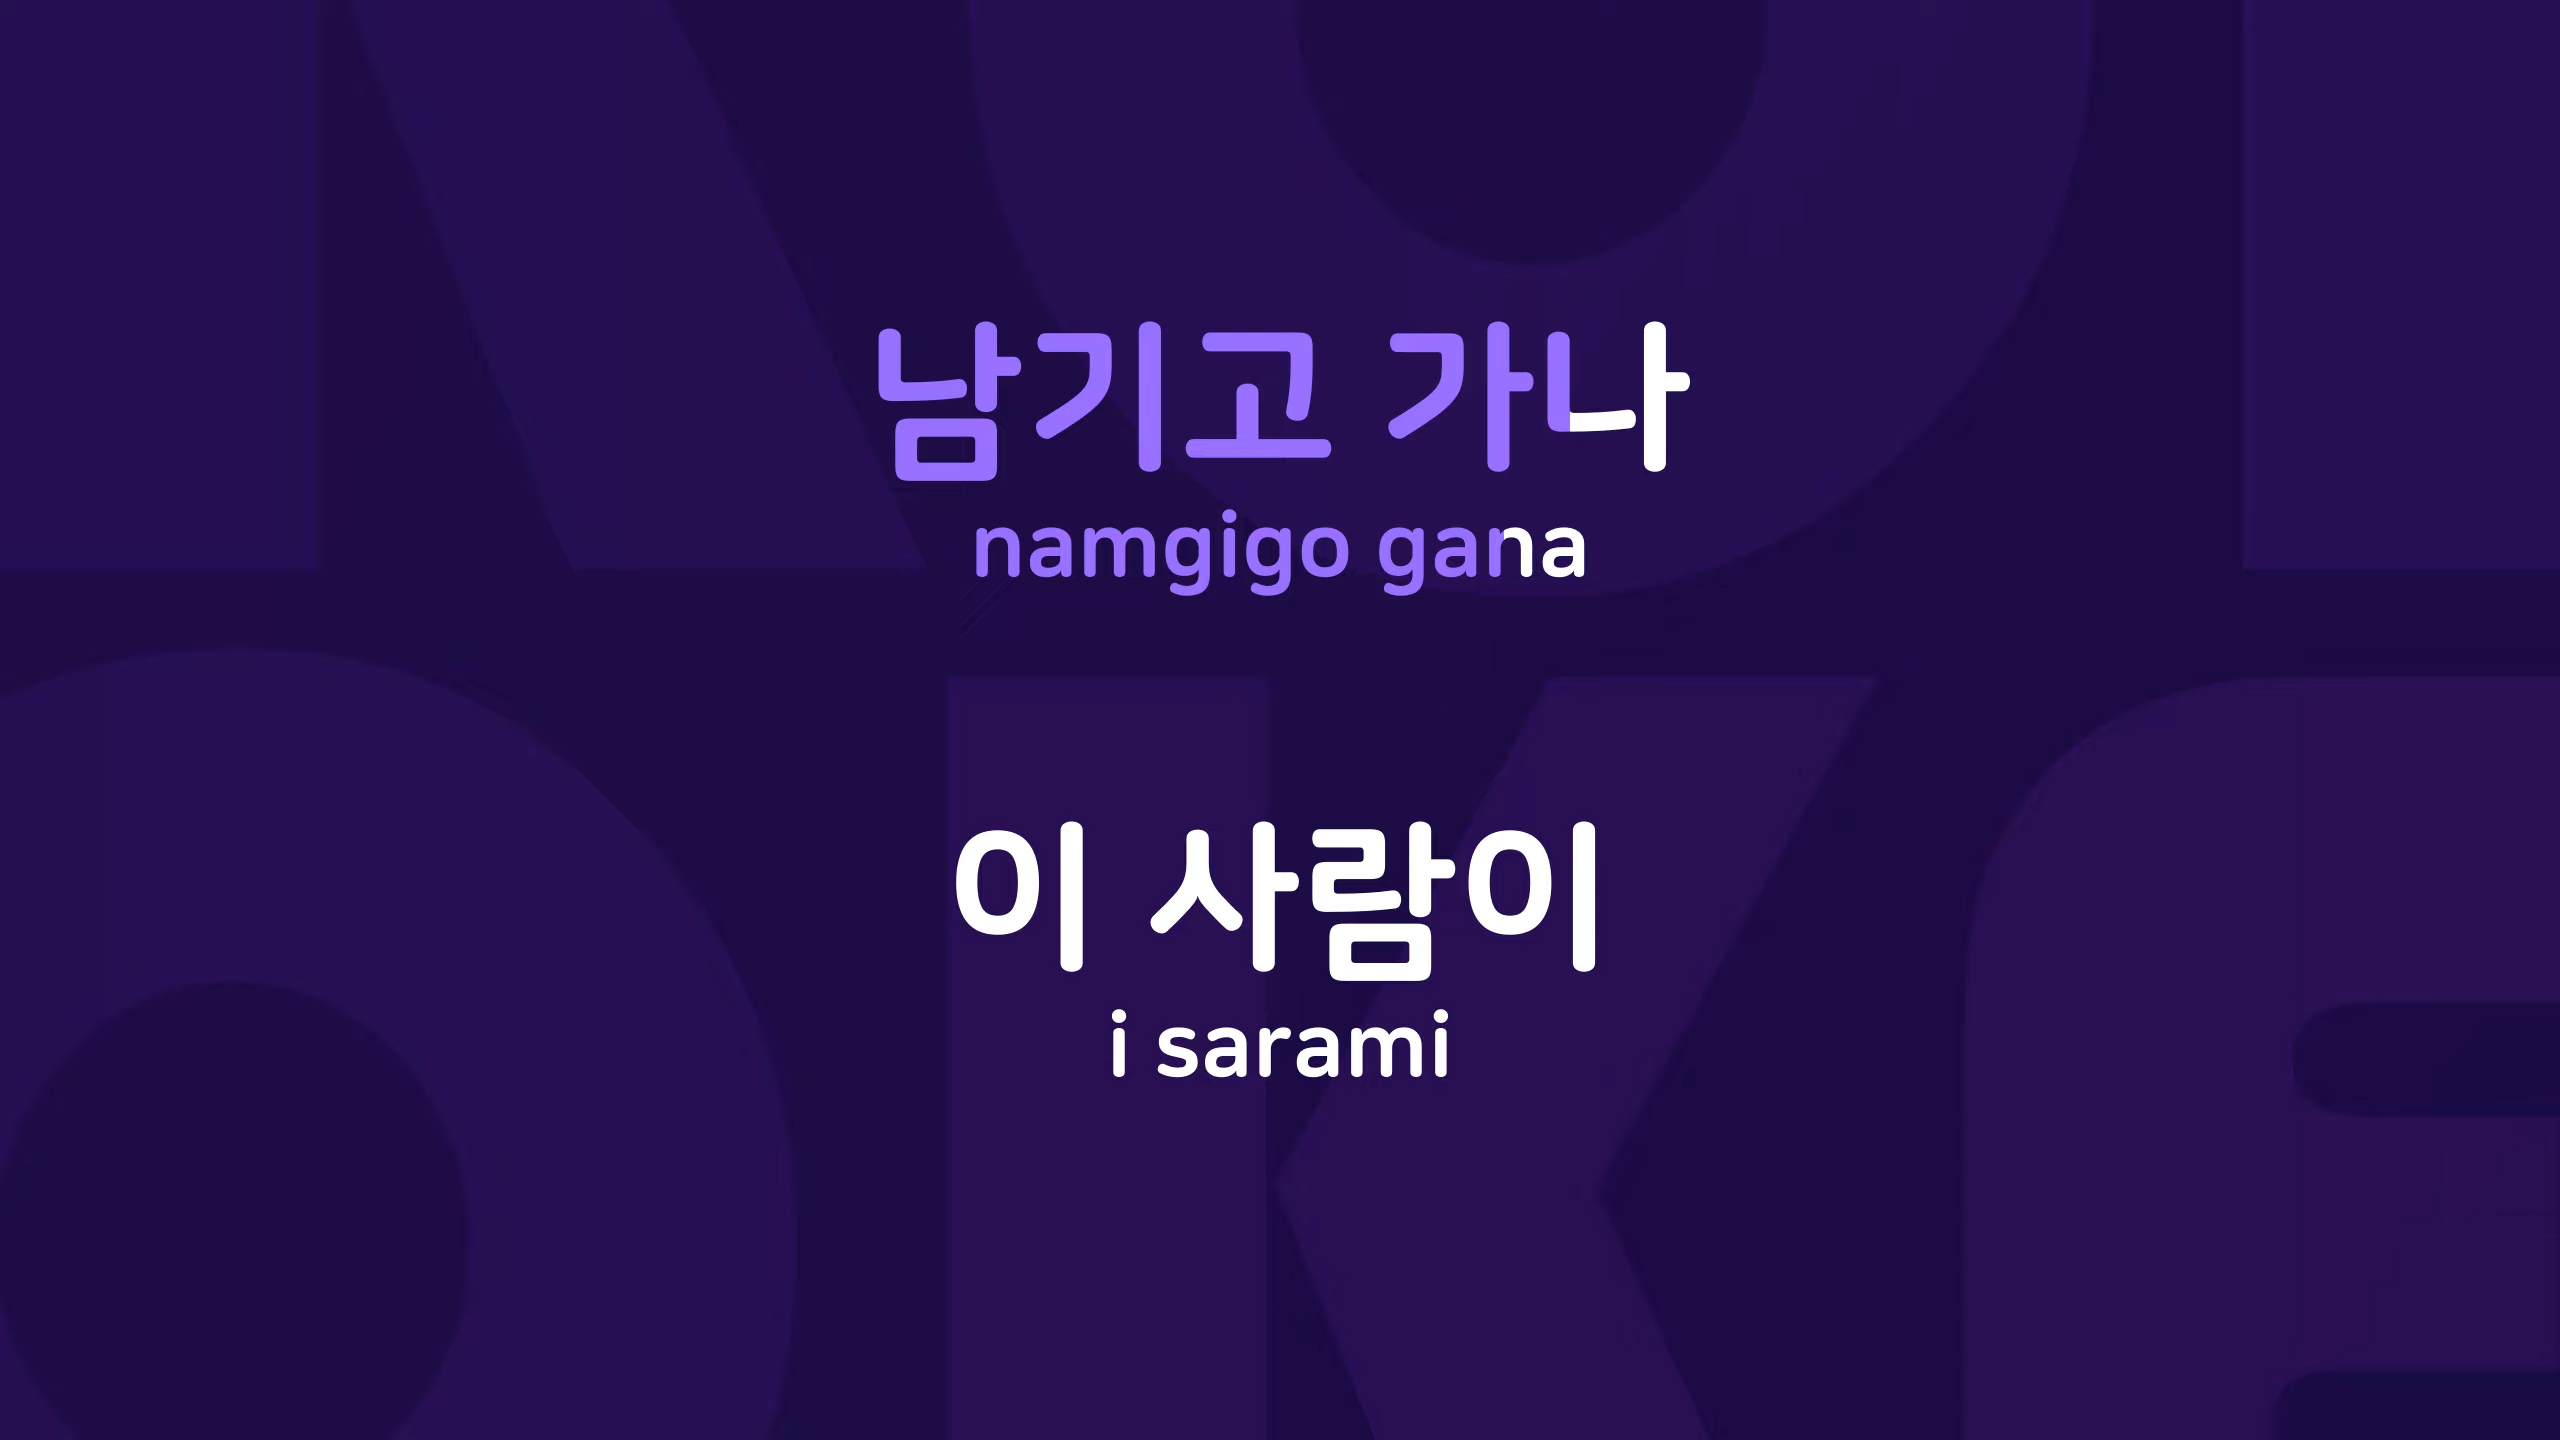 남기고 가나
namgigo gana
이 사람이
i sarami